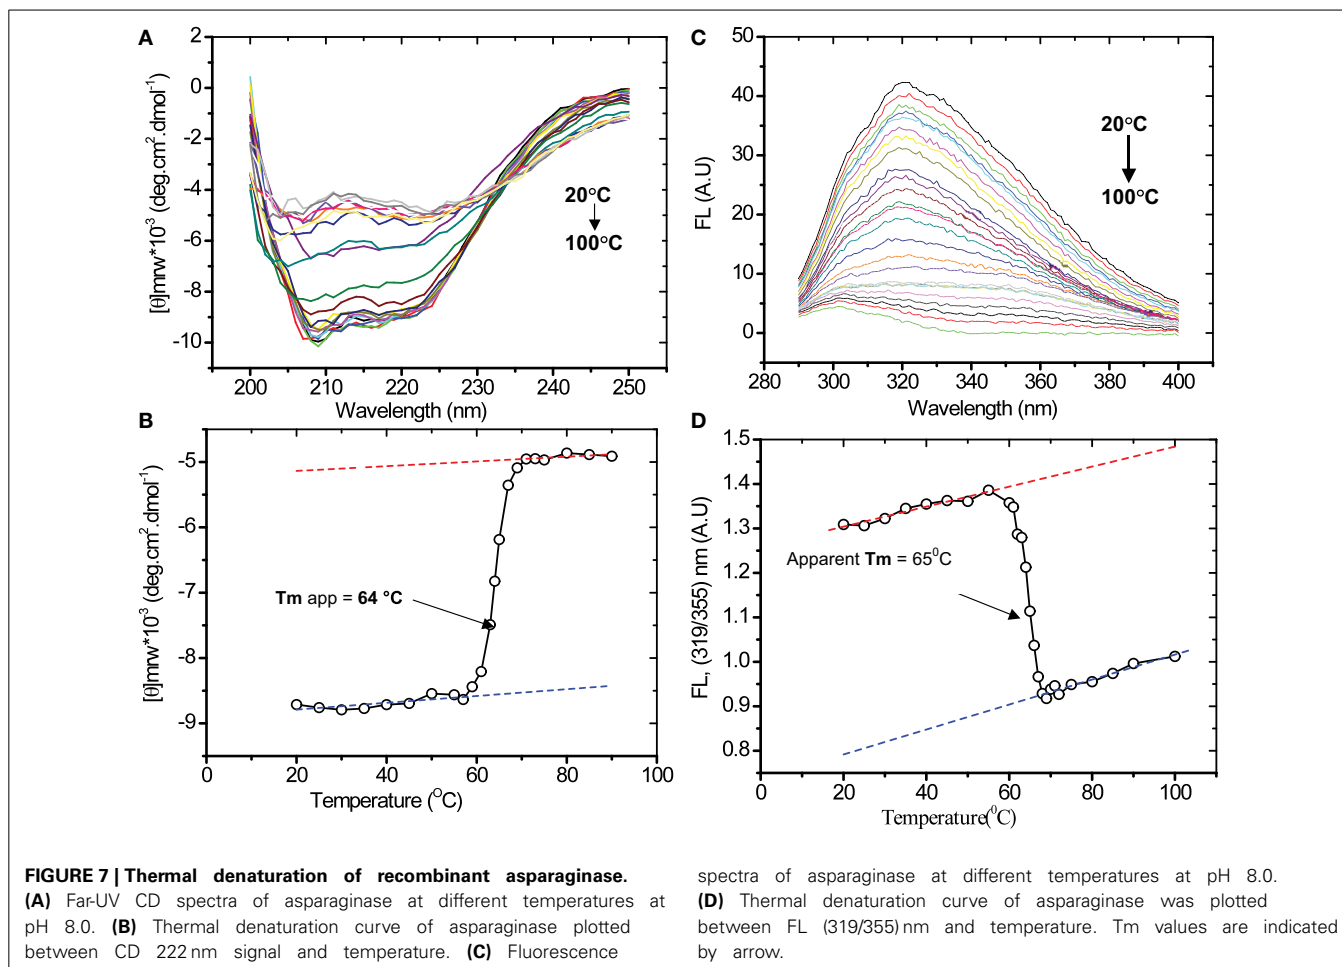 A
2
0
-2
-4
-6
-8
-10
[θ]mrw*10⁻³ (deg.cm².dmol⁻¹)
20°C
100°C
200 210 220 230 240 250
Wavelength (nm)
C
50
40
30
20
10
0
FL (A.U)
20°C
100°C
280 300 320 340 360 380 400
Wavelength (nm)
B
-5
-6
-7
-8
-9
[θ]mrw*10⁻³ (deg.cm².dmol⁻¹)
Tm app = 64 °C
0 20 40 60 80 100
Temperature (ᴼC)
D
1.5
1.4
1.3
1.2
1.1
1.0
0.9
0.8
FL, (319/355) nm (A.U)
Apparent Tm = 65⁰C
0 20 40 60 80 100
Temperature(⁰C)
FIGURE 7 | Thermal denaturation of recombinant asparaginase.
(A) Far-UV CD spectra of asparaginase at different temperatures at
pH 8.0. (B) Thermal denaturation curve of asparaginase plotted
between CD 222 nm signal and temperature. (C) Fluorescence
spectra of asparaginase at different temperatures at pH 8.0.
(D) Thermal denaturation curve of asparaginase was plotted
between FL (319/355) nm and temperature. Tm values are indicated
by arrow.